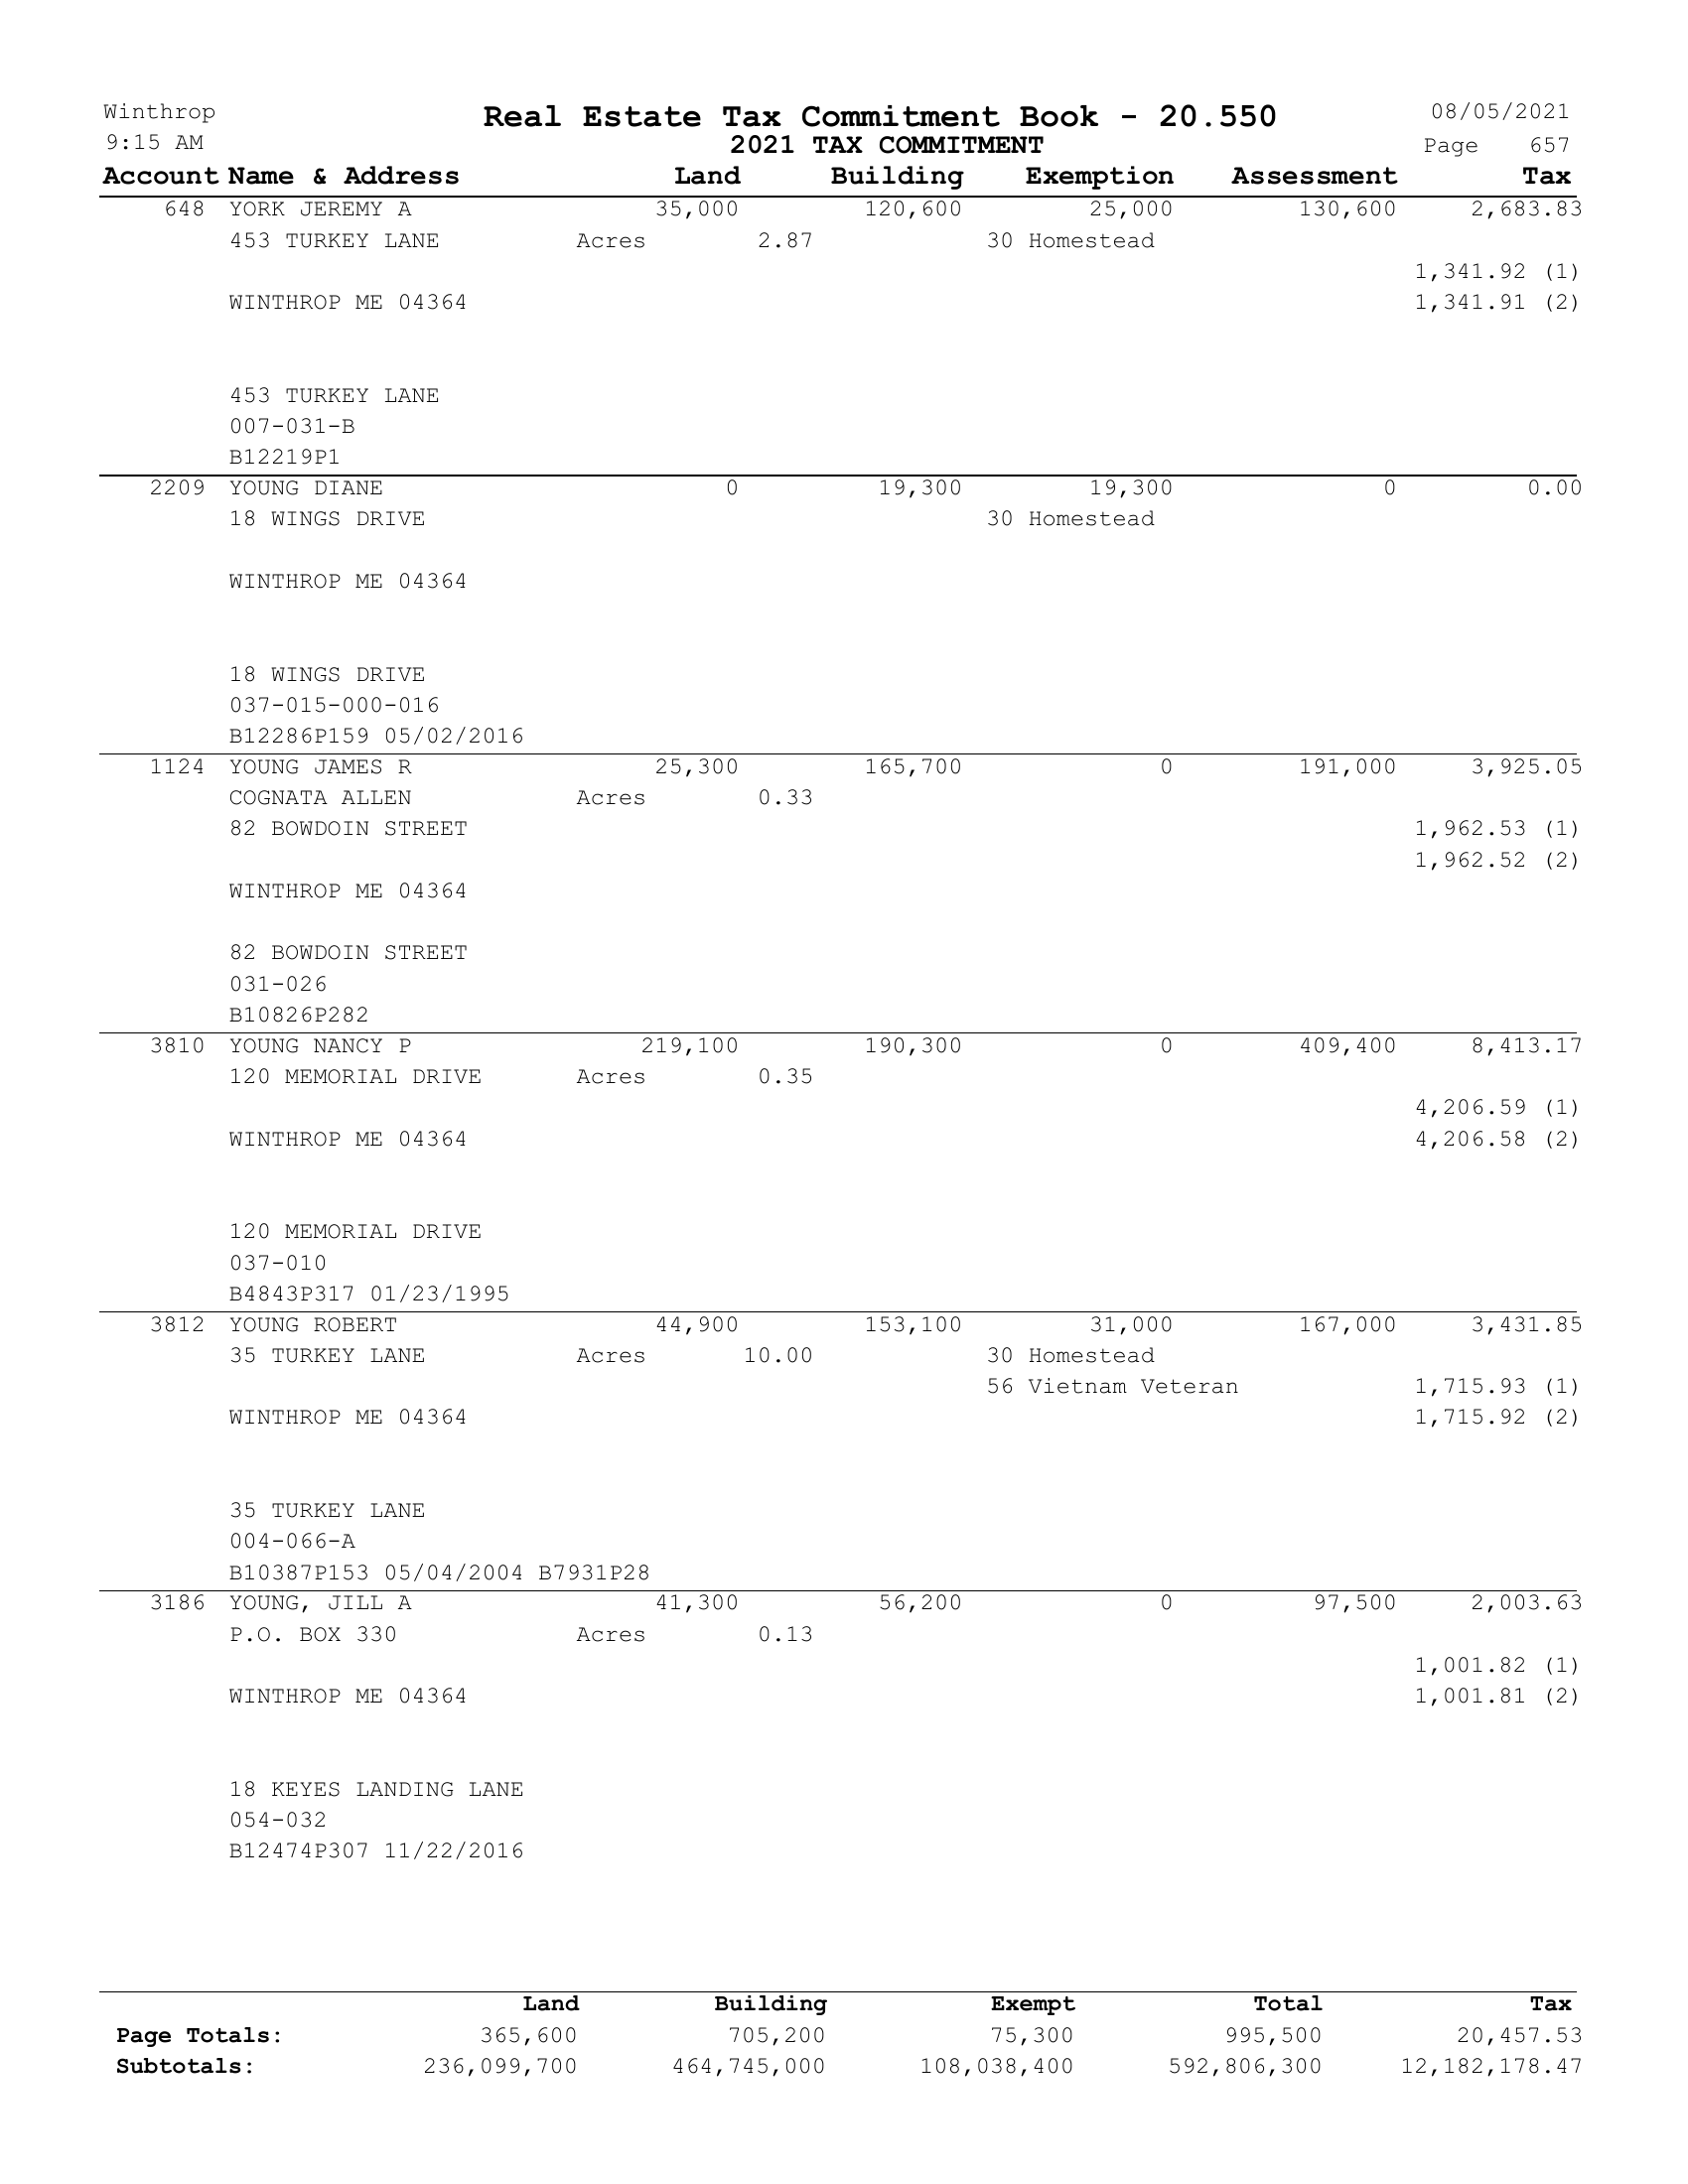 Winthrop Real Estate Tax Commitment Book - 20.550 08/05/2021
9:15 AM 2021 TAX COMMITMENT Page 657
Account Name & Address Land Building Exemption Assessment Tax
648 YORK JEREMY A 35,000 120,600 25,000 130,600 2,683.83
453 TURKEY LANE Acres 2.87 30 Homestead
1,341.92 (1)
WINTHROP ME 04364 1,341.91 (2)
453 TURKEY LANE
007-031-B
B12219P1
2209 YOUNG DIANE 0 19,300 19,300 0 0.00
18 WINGS DRIVE 30 Homestead
WINTHROP ME 04364
18 WINGS DRIVE
037-015-000-016
B12286P159 05/02/2016
1124 YOUNG JAMES R 25,300 165,700 0 191,000 3,925.05
COGNATA ALLEN Acres 0.33
82 BOWDOIN STREET 1,962.53 (1)
1,962.52 (2)
WINTHROP ME 04364
82 BOWDOIN STREET
031-026
B10826P282
3810 YOUNG NANCY P 219,100 190,300 0 409,400 8,413.17
120 MEMORIAL DRIVE Acres 0.35
4,206.59 (1)
WINTHROP ME 04364 4,206.58 (2)
120 MEMORIAL DRIVE
037-010
B4843P317 01/23/1995
3812 YOUNG ROBERT 44,900 153,100 31,000 167,000 3,431.85
35 TURKEY LANE Acres 10.00 30 Homestead
56 Vietnam Veteran 1,715.93 (1)
WINTHROP ME 04364 1,715.92 (2)
35 TURKEY LANE
004-066-A
B10387P153 05/04/2004 B7931P28
3186 YOUNG, JILL A 41,300 56,200 0 97,500 2,003.63
P.O. BOX 330 Acres 0.13
1,001.82 (1)
WINTHROP ME 04364 1,001.81 (2)
18 KEYES LANDING LANE
054-032
B12474P307 11/22/2016
Land Building Exempt Total Tax
Page Totals: 365,600 705,200 75,300 995,500 20,457.53
Subtotals: 236,099,700 464,745,000 108,038,400 592,806,300 12,182,178.47